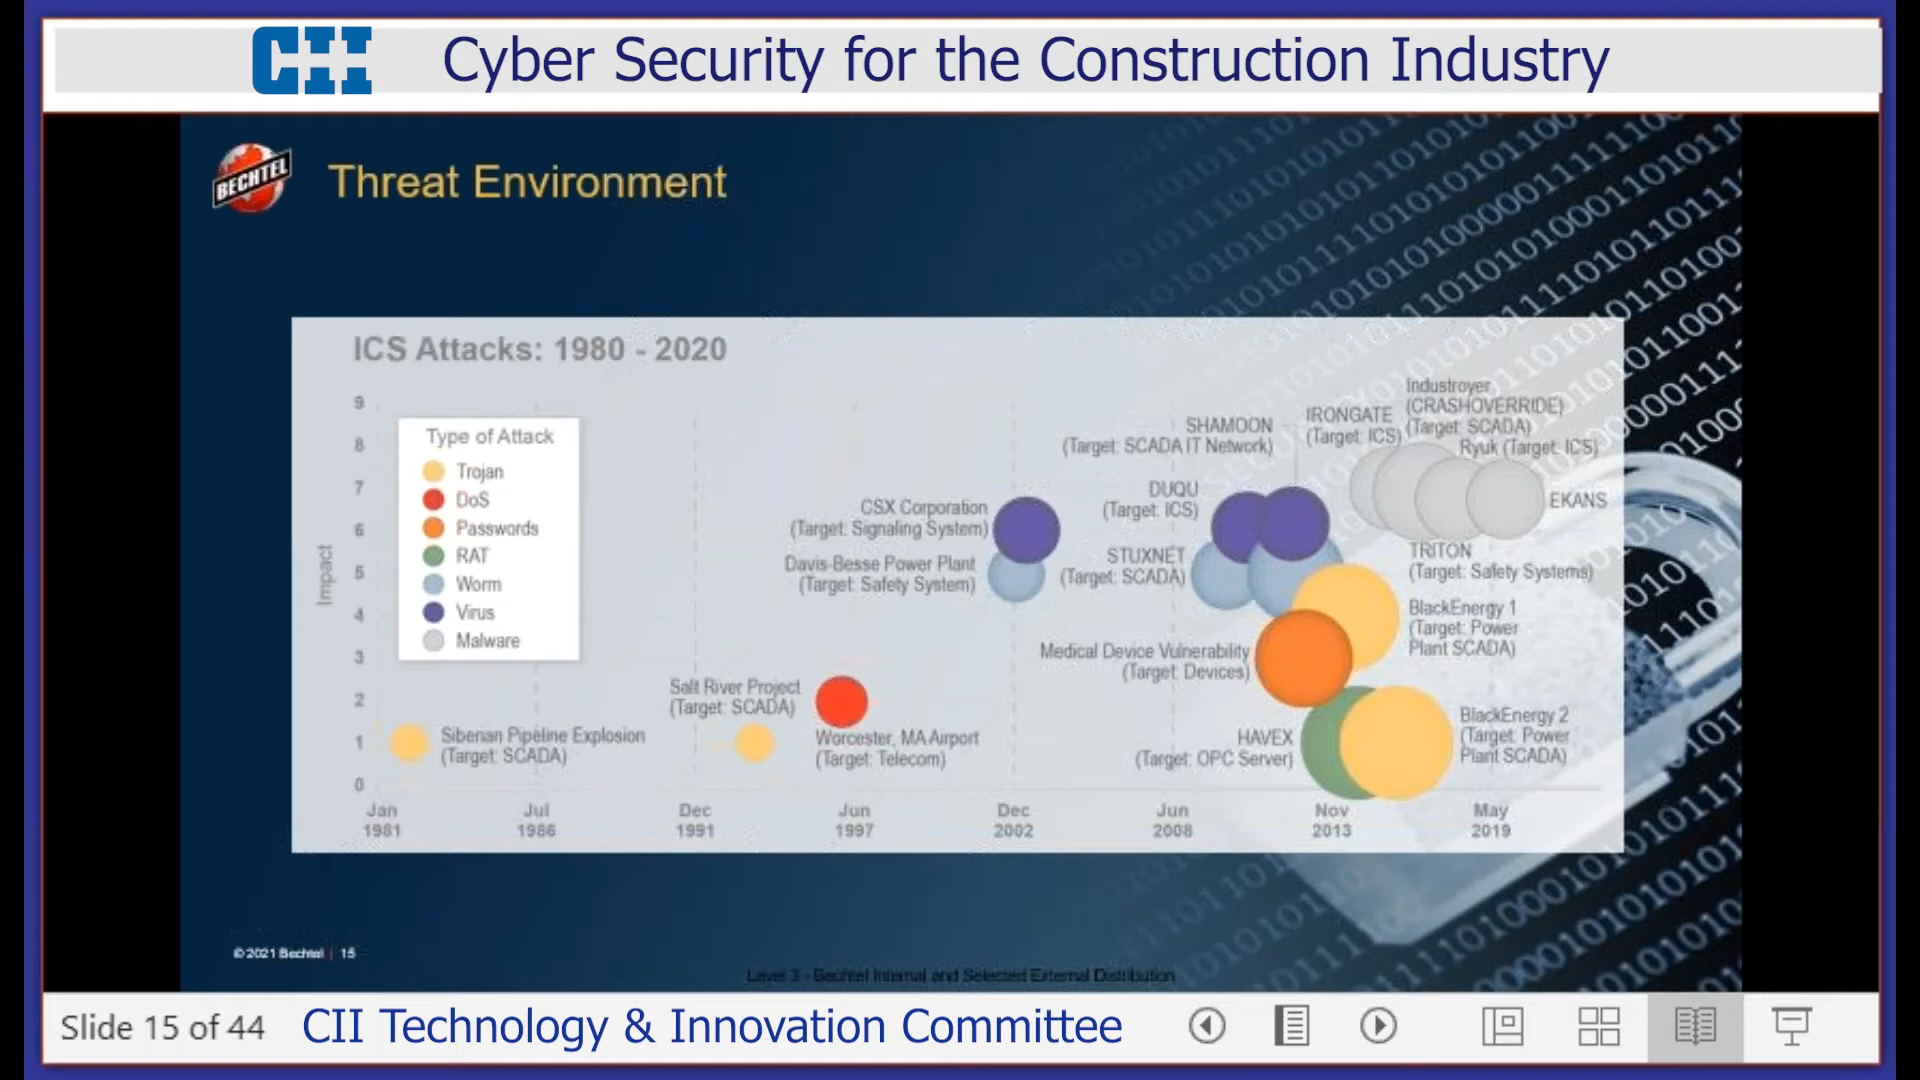 CII Cyber Security for the Construction Industry
BECHTEL
Threat Environment
ICS Attacks: 1980 - 2020
Impact
9
8
7
6
5
4
3
2
1
0
Type of Attack
Trojan
DoS
Passwords
RAT
Worm
Virus
Malware
Siberian Pipeline Explosion
(Target: SCADA)
Salt River Project
(Target: SCADA)
Worcester, MA Airport
(Target: Telecom)
CSX Corporation
(Target: Signaling System)
Davis-Besse Power Plant
(Target: Safety System)
SHAMOON
(Target: SCADA IT Network)
DUQU
(Target: ICS)
STUXNET
(Target: SCADA)
Medical Device Vulnerability
(Target: Devices)
HAVEX
(Target: OPC Server)
IRONGATE
(Target: ICS)
Industroyer
(CRASHOVERRIDE)
(Target: SCADA)
Ryuk (Target: ICS)
EKANS
TRITON
(Target: Safety Systems)
BlackEnergy 1
(Target: Power
Plant SCADA)
BlackEnergy 2
(Target: Power
Plant SCADA)
Jan
1981
Jul
1986
Dec
1991
Jun
1997
Dec
2002
Jun
2008
Nov
2013
May
2019
© 2021 Bechtel | 15
Level 3 - Bechtel Internal and Selected External Distribution
Slide 15 of 44 CII Technology & Innovation Committee